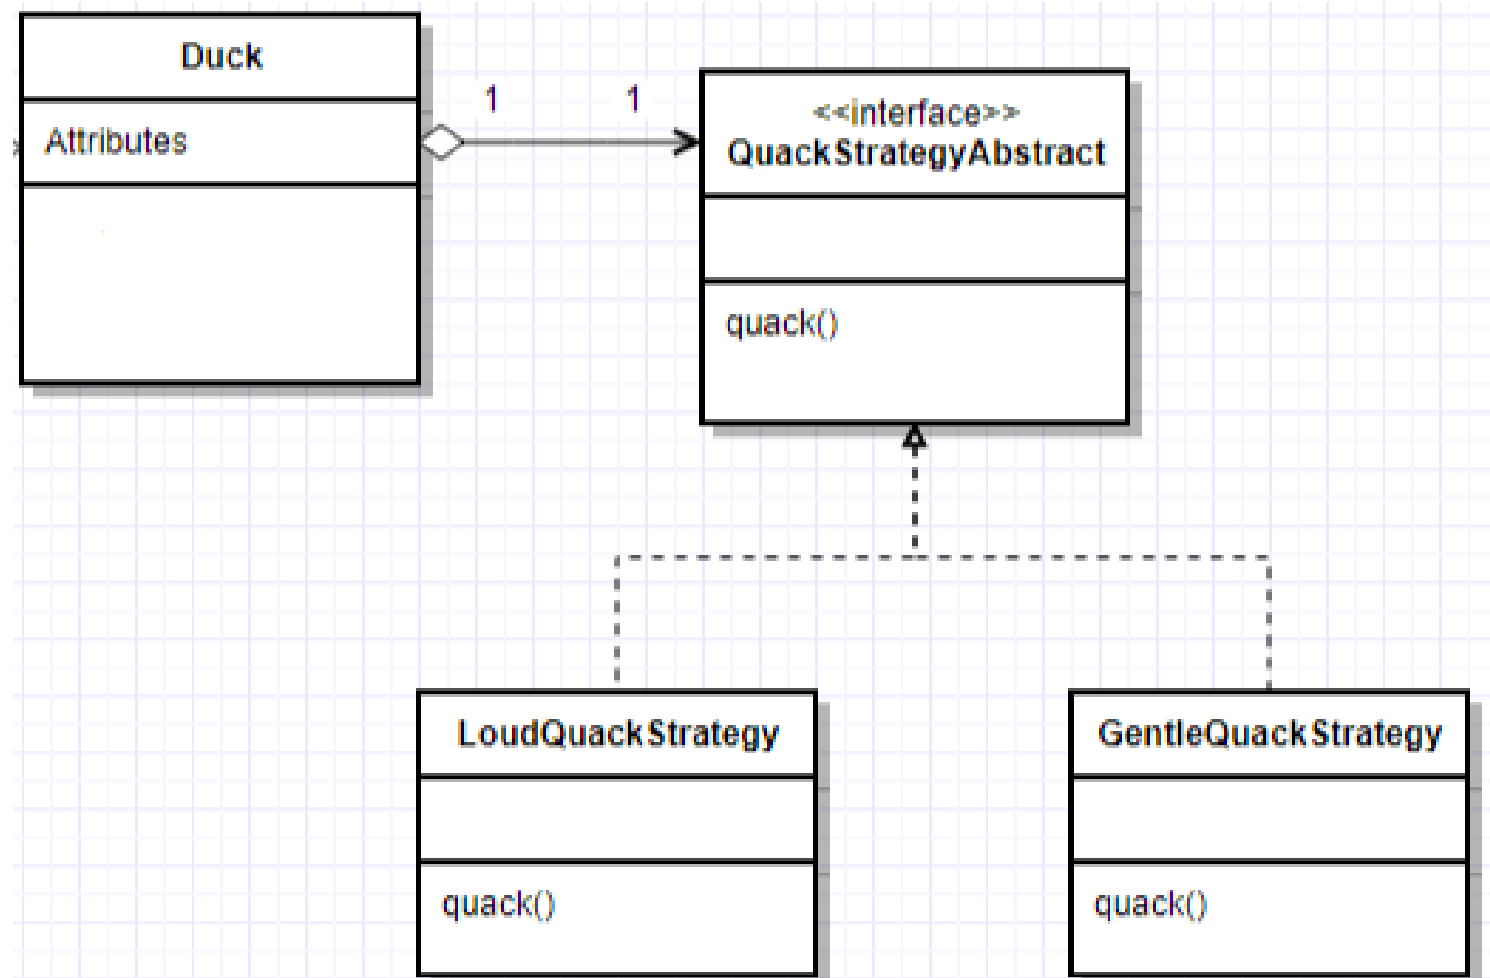 Duck
Attributes
1 1
<<interface>>
QuackStrategyAbstract
quack()
LoudQuackStrategy
quack()
GentleQuackStrategy
quack()